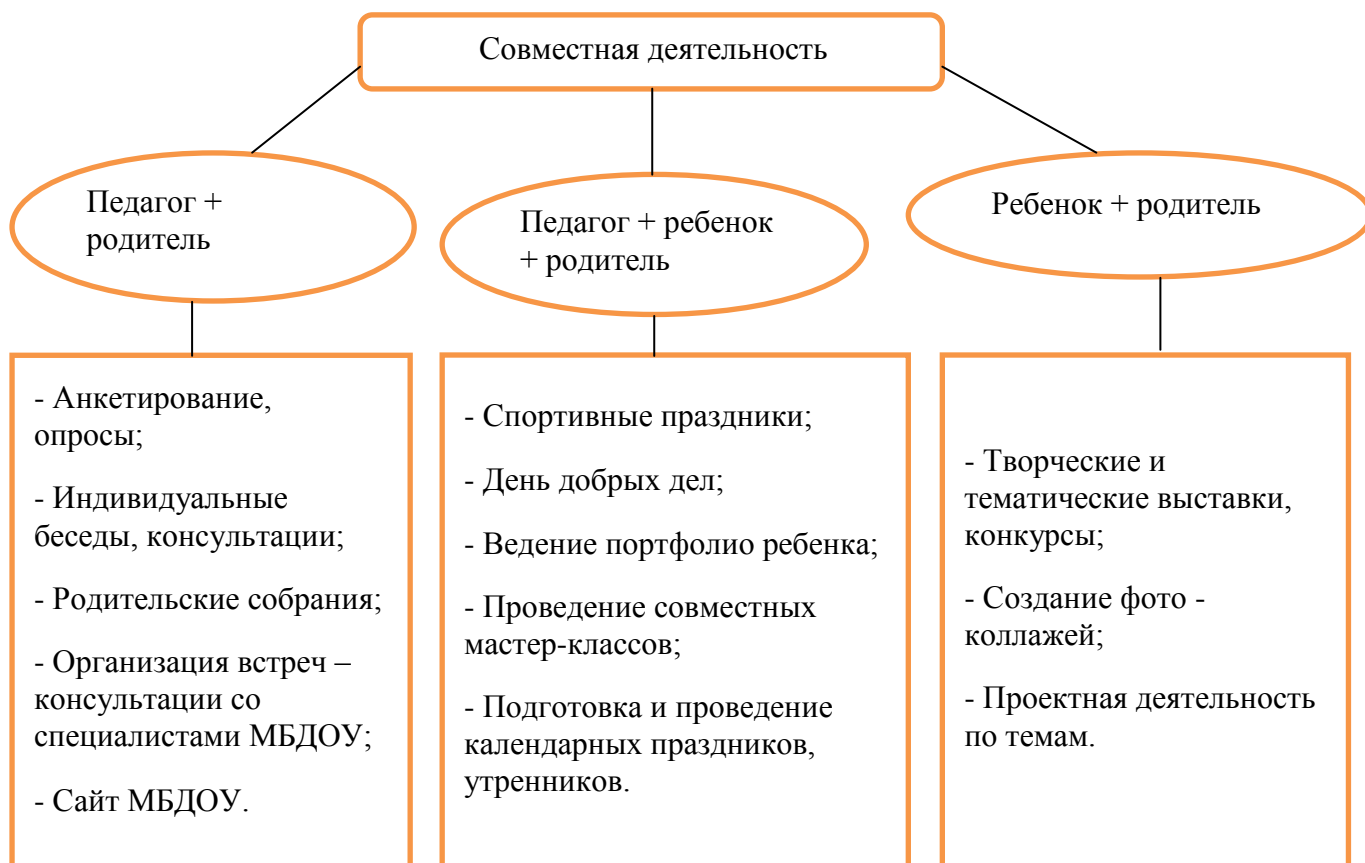 Совместная деятельность
Педагог +
родитель
Педагог + ребенок
+ родитель
Ребенок + родитель
- Анкетирование,
опросы;
- Индивидуальные
беседы, консультации;
- Родительские собрания;
- Организация встреч –
консультации со
специалистами МБДОУ;
- Сайт МБДОУ.
- Спортивные праздники;
- День добрых дел;
- Ведение портфолио ребенка;
- Проведение совместных
мастер-классов;
- Подготовка и проведение
календарных праздников,
утренников.
- Творческие и
тематические выставки,
конкурсы;
- Создание фото -
коллажей;
- Проектная деятельность
по темам.